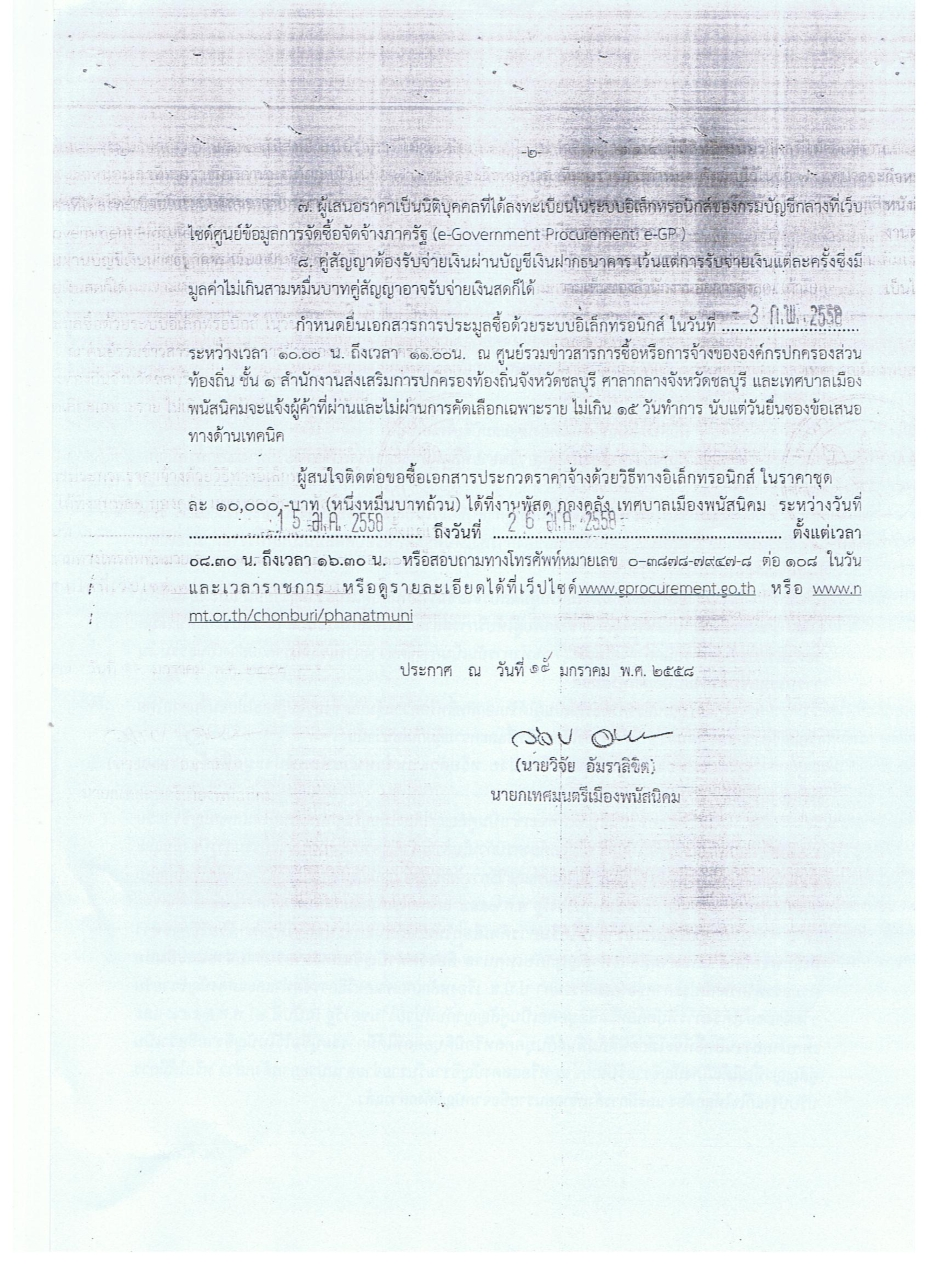 -๒-
๗. ผู้เสนอราคาเป็นนิติบุคคลที่ได้ลงทะเบียนในระบบอิเล็กทรอนิกส์ของกรมบัญชีกลางที่เว็บ
ไซด์ศูนย์ข้อมูลการจัดซื้อจัดจ้างภาครัฐ (e-Government Procurement: e-GP )
๘. คู่สัญญาต้องรับจ่ายเงินผ่านบัญชีเงินฝากธนาคาร เว้นแต่การรับจ่ายเงินแต่ละครั้งซึ่งมี
มูลค่าไม่เกินสามหมื่นบาทคู่สัญญาอาจรับจ่ายเงินสดก็ได้
กำหนดยื่นเอกสารการประมูลซื้อด้วยระบบอิเล็กทรอนิกส์ ในวันที่ - 3 ก.พ. 2558
ระหว่างเวลา ๑๐.๐๐ น. ถึงเวลา ๑๑.๐๐น. ณ ศูนย์รวมข่าวสารการซื้อหรือการจ้างขององค์กรปกครองส่วน
ท้องถิ่น ชั้น ๑ สำนักงานส่งเสริมการปกครองท้องถิ่นจังหวัดชลบุรี ศาลากลางจังหวัดชลบุรี และเทศบาลเมือง
พนัสนิคมจะแจ้งผู้ค้าที่ผ่านและไม่ผ่านการคัดเลือกเฉพาะราย ไม่เกิน ๑๕ วันทำการ นับแต่วันยื่นซองข้อเสนอ
ทางด้านเทคนิค
ผู้สนใจติดต่อขอซื้อเอกสารประกวดราคาจ้างด้วยวิธีทางอิเล็กทรอนิกส์ ในราคาชุด
ละ ๑๐,๐๐๐.-บาท (หนึ่งหมื่นบาทถ้วน) ได้ที่งานพัสดุ กองคลัง เทศบาลเมืองพนัสนิคม ระหว่างวันที่
15 ม.ค. 2558 ถึงวันที่ 26 ม.ค. 2558 ตั้งแต่เวลา
๐๘.๓๐ น. ถึงเวลา ๑๖.๓๐ น. หรือสอบถามทางโทรศัพท์หมายเลข ๐-๓๘๗๘-๗๙๔๗-๘ ต่อ ๑๐๘ ในวัน
และเวลาราชการ หรือดูรายละเอียดได้ที่เว็ปไซต์www.gprocurement.go.th หรือ www.n
mt.or.th/chonburi/phanatmuni
ประกาศ ณ วันที่ ๑๕ มกราคม พ.ศ. ๒๕๕๘
(นายวิจัย อัมราลิขิต)
นายกเทศมนตรีเมืองพนัสนิคม